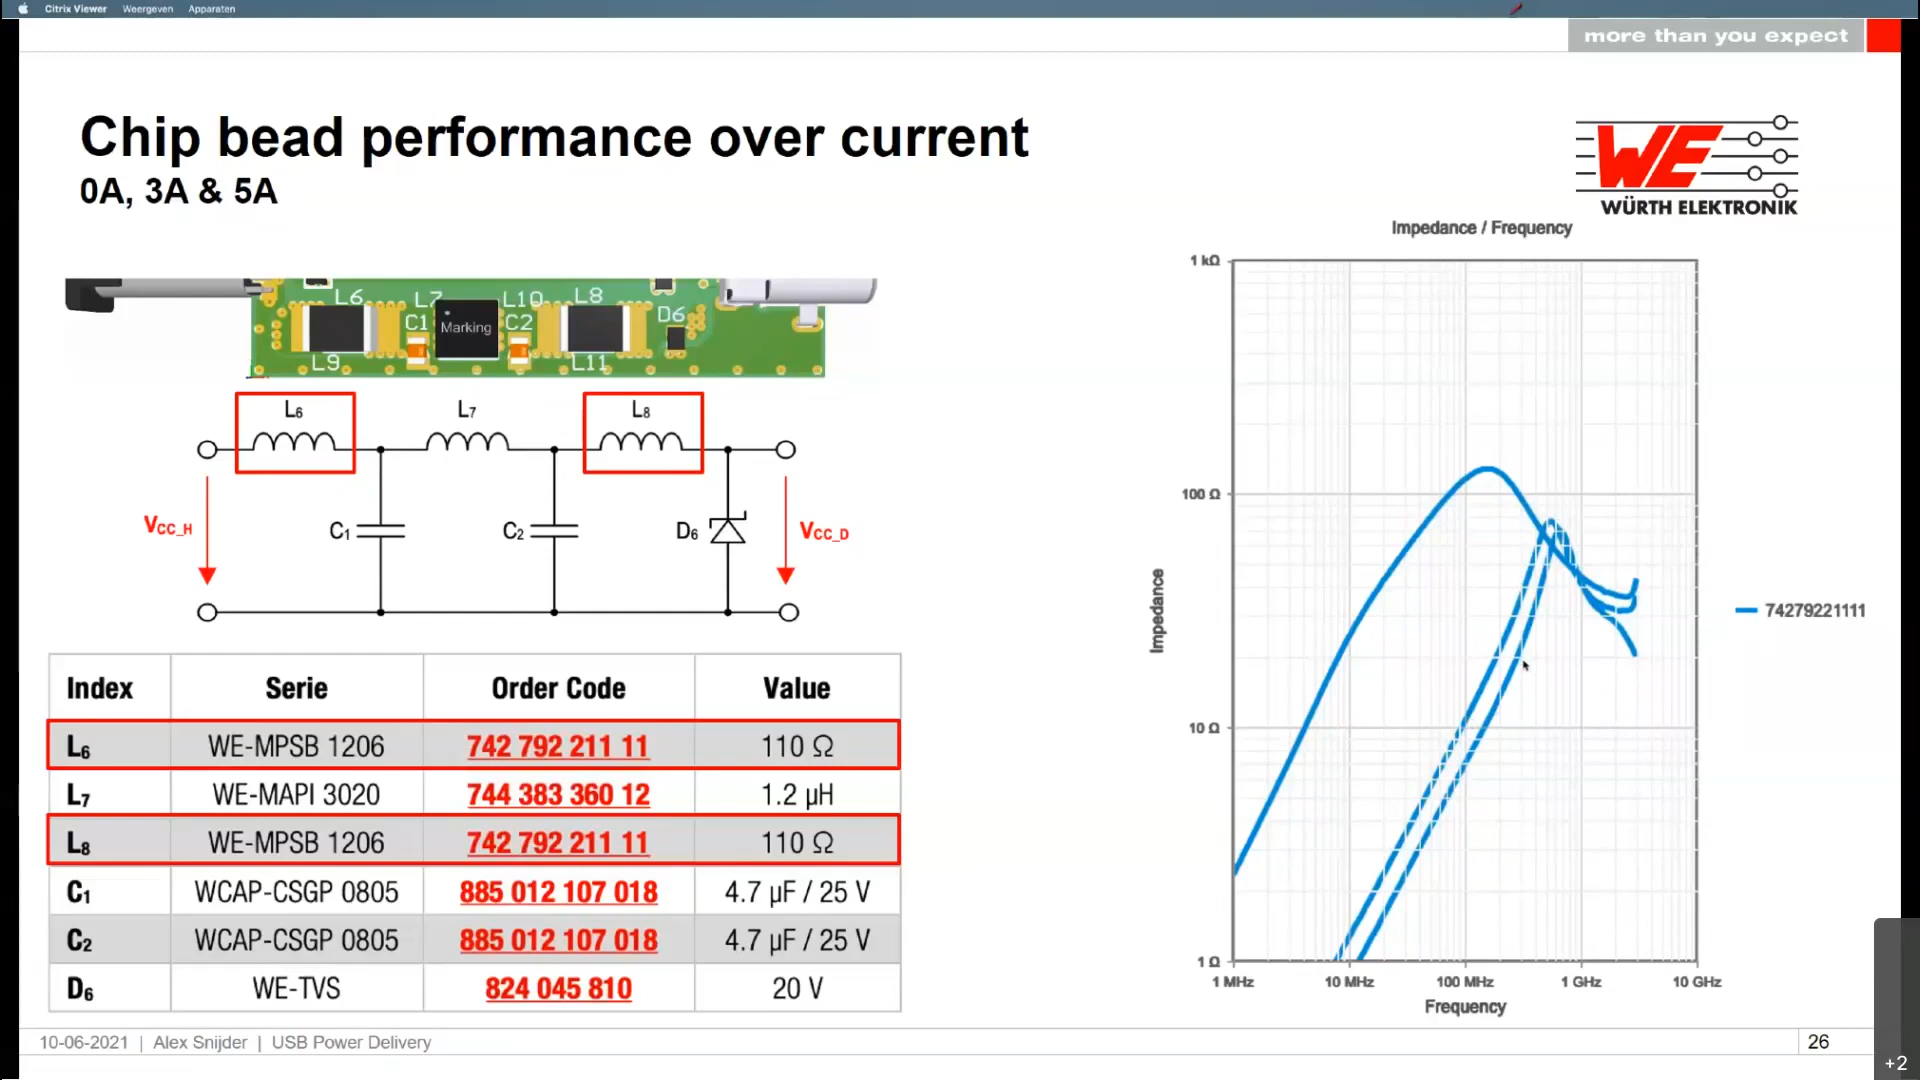 Citrix Viewer Weergeven Apparaten
more than you expect
Chip bead performance over current
0A, 3A & 5A
WE
WÜRTH ELEKTRONIK
L6 L7 L10 L8
C1 Marking C2 D6
L9 L11
L6 L7 L8
VCC_H C1 C2 D6 VCC_D
Index Serie Order Code Value
L6 WE-MPSB 1206 742 792 211 11 110 Ω
L7 WE-MAPI 3020 744 383 360 12 1.2 µH
L8 WE-MPSB 1206 742 792 211 11 110 Ω
C1 WCAP-CSGP 0805 885 012 107 018 4.7 µF / 25 V
C2 WCAP-CSGP 0805 885 012 107 018 4.7 µF / 25 V
D6 WE-TVS 824 045 810 20 V
Impedance / Frequency
1 kΩ
100 Ω
10 Ω
1 Ω
Impedance
1 MHz 10 MHz 100 MHz 1 GHz 10 GHz
Frequency
74279221111
10-06-2021 | Alex Snijder | USB Power Delivery
26
+2